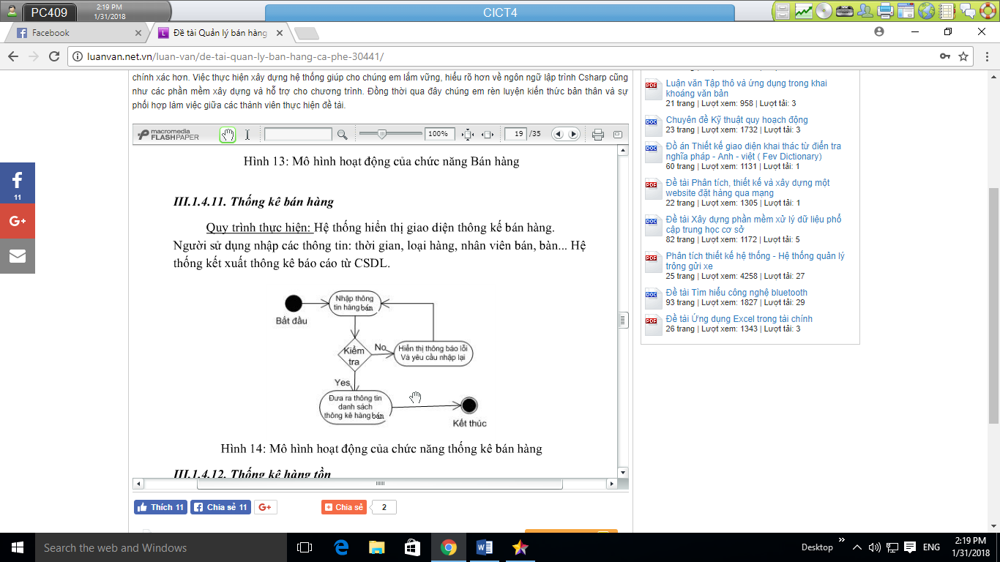 PC409
2:19 PM
1/31/2018
CICT4
Facebook
Đề tài Quản lý bán hàng
luanvan.net.vn/luan-van/de-tai-quan-ly-ban-hang-ca-phe-30441/
chính xác hơn. Việc thực hiện xây dựng hệ thống giúp cho chúng em lắm vững, hiểu rõ hơn về ngôn ngữ lập trình Csharp cũng
như các phần mềm xây dựng và hỗ trợ cho chương trình. Đồng thời qua đây chúng em rèn luyện kiến thức bản thân và sự
phối hợp làm việc giữa các thành viên thực hiện đề tài.
macromedia
FLASHPAPER
100%
19 /35
Hình 13: Mô hình hoạt động của chức năng Bán hàng
III.1.4.11. Thống kê bán hàng
Quy trình thực hiện: Hệ thống hiển thị giao diện thông kế bán hàng.
Người sử dụng nhập các thông tin: thời gian, loại hàng, nhân viên bán, bàn... Hệ
thống kết xuất thông kê báo cáo từ CSDL.
Nhập thông
tin hàng bán
Bắt đầu
Kiểm
tra
No
Hiển thị thông báo lỗi
Và yêu cầu nhập lại
Yes
Đưa ra thông tin
danh sách
thông kê hàng bán
Kết thúc
Hình 14: Mô hình hoạt động của chức năng thống kê bán hàng
III.1.4.12. Thống kê hàng tồn
11
G+
Thích 11
Chia sẻ 11
G+
Chia sẻ
2
PDF
Luận văn Tập thô và ứng dụng trong khai
khoáng văn bản
21 trang | Lượt xem: 958 | Lượt tải: 3
DOC
Chuyên đề Kỹ thuật quy hoạch động
23 trang | Lượt xem: 1732 | Lượt tải: 3
DOC
Đồ án Thiết kế giao diện khai thác từ điển tra
nghĩa pháp - Anh - việt ( Fev Dictionary)
60 trang | Lượt xem: 1131 | Lượt tải: 1
PDF
Đề tài Phân tích, thiết kế và xây dựng một
website đặt hàng qua mạng
22 trang | Lượt xem: 1305 | Lượt tải: 1
DOC
Đề tài Xây dựng phần mềm xử lý dữ liệu phổ
cập trung học cơ sở
82 trang | Lượt xem: 1172 | Lượt tải: 5
PDF
Phân tích thiết kế hệ thống - Hệ thống quản lý
trông gửi xe
25 trang | Lượt xem: 4258 | Lượt tải: 27
DOC
Đề tài Tìm hiểu công nghệ bluetooth
93 trang | Lượt xem: 1827 | Lượt tải: 29
PDF
Đề tài Ứng dụng Excel trong tài chính
26 trang | Lượt xem: 1343 | Lượt tải: 3
Search the web and Windows
Desktop
ENG
2:19 PM
1/31/2018